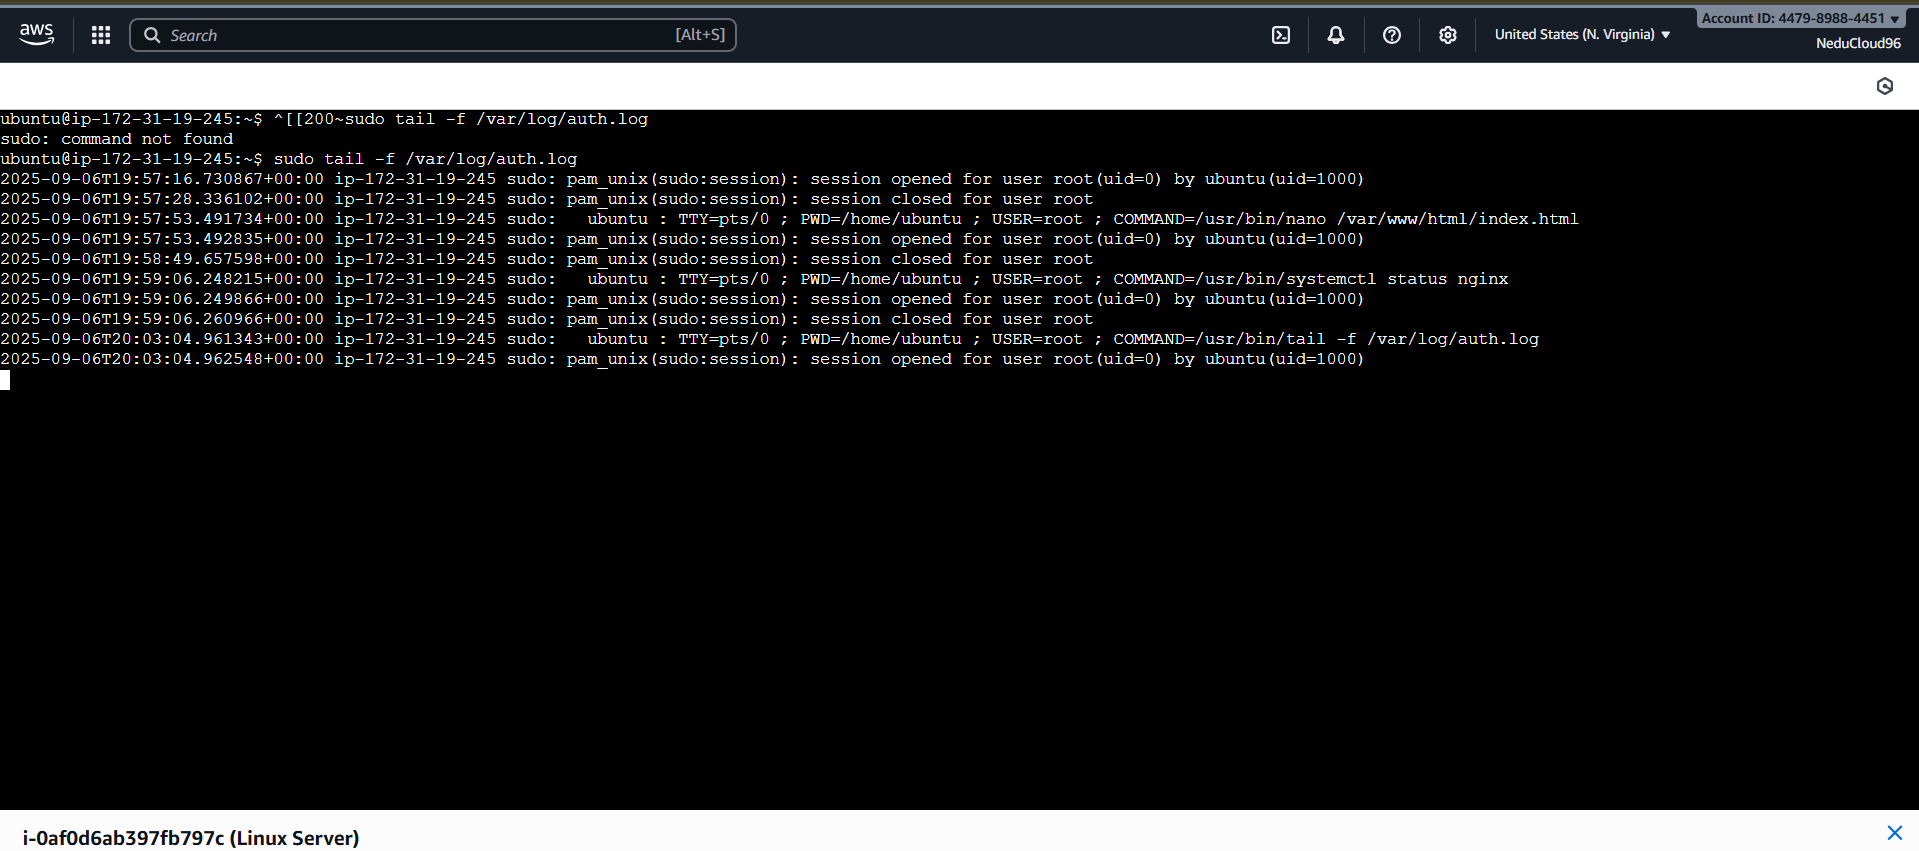 aws
Search [Alt+S]
United States (N. Virginia)
Account ID: 4479-8988-4451
NeduCloud96
ubuntu@ip-172-31-19-245:~$ ^[[200~sudo tail -f /var/log/auth.log
sudo: command not found
ubuntu@ip-172-31-19-245:~$ sudo tail -f /var/log/auth.log
2025-09-06T19:57:16.730867+00:00 ip-172-31-19-245 sudo: pam_unix(sudo:session): session opened for user root(uid=0) by ubuntu(uid=1000)
2025-09-06T19:57:28.336102+00:00 ip-172-31-19-245 sudo: pam_unix(sudo:session): session closed for user root
2025-09-06T19:57:53.491734+00:00 ip-172-31-19-245 sudo:   ubuntu : TTY=pts/0 ; PWD=/home/ubuntu ; USER=root ; COMMAND=/usr/bin/nano /var/www/html/index.html
2025-09-06T19:57:53.492835+00:00 ip-172-31-19-245 sudo: pam_unix(sudo:session): session opened for user root(uid=0) by ubuntu(uid=1000)
2025-09-06T19:58:49.657598+00:00 ip-172-31-19-245 sudo: pam_unix(sudo:session): session closed for user root
2025-09-06T19:59:06.248215+00:00 ip-172-31-19-245 sudo:   ubuntu : TTY=pts/0 ; PWD=/home/ubuntu ; USER=root ; COMMAND=/usr/bin/systemctl status nginx
2025-09-06T19:59:06.249866+00:00 ip-172-31-19-245 sudo: pam_unix(sudo:session): session opened for user root(uid=0) by ubuntu(uid=1000)
2025-09-06T19:59:06.260966+00:00 ip-172-31-19-245 sudo: pam_unix(sudo:session): session closed for user root
2025-09-06T20:03:04.961343+00:00 ip-172-31-19-245 sudo:   ubuntu : TTY=pts/0 ; PWD=/home/ubuntu ; USER=root ; COMMAND=/usr/bin/tail -f /var/log/auth.log
2025-09-06T20:03:04.962548+00:00 ip-172-31-19-245 sudo: pam_unix(sudo:session): session opened for user root(uid=0) by ubuntu(uid=1000)
i-0af0d6ab397fb797c (Linux Server)